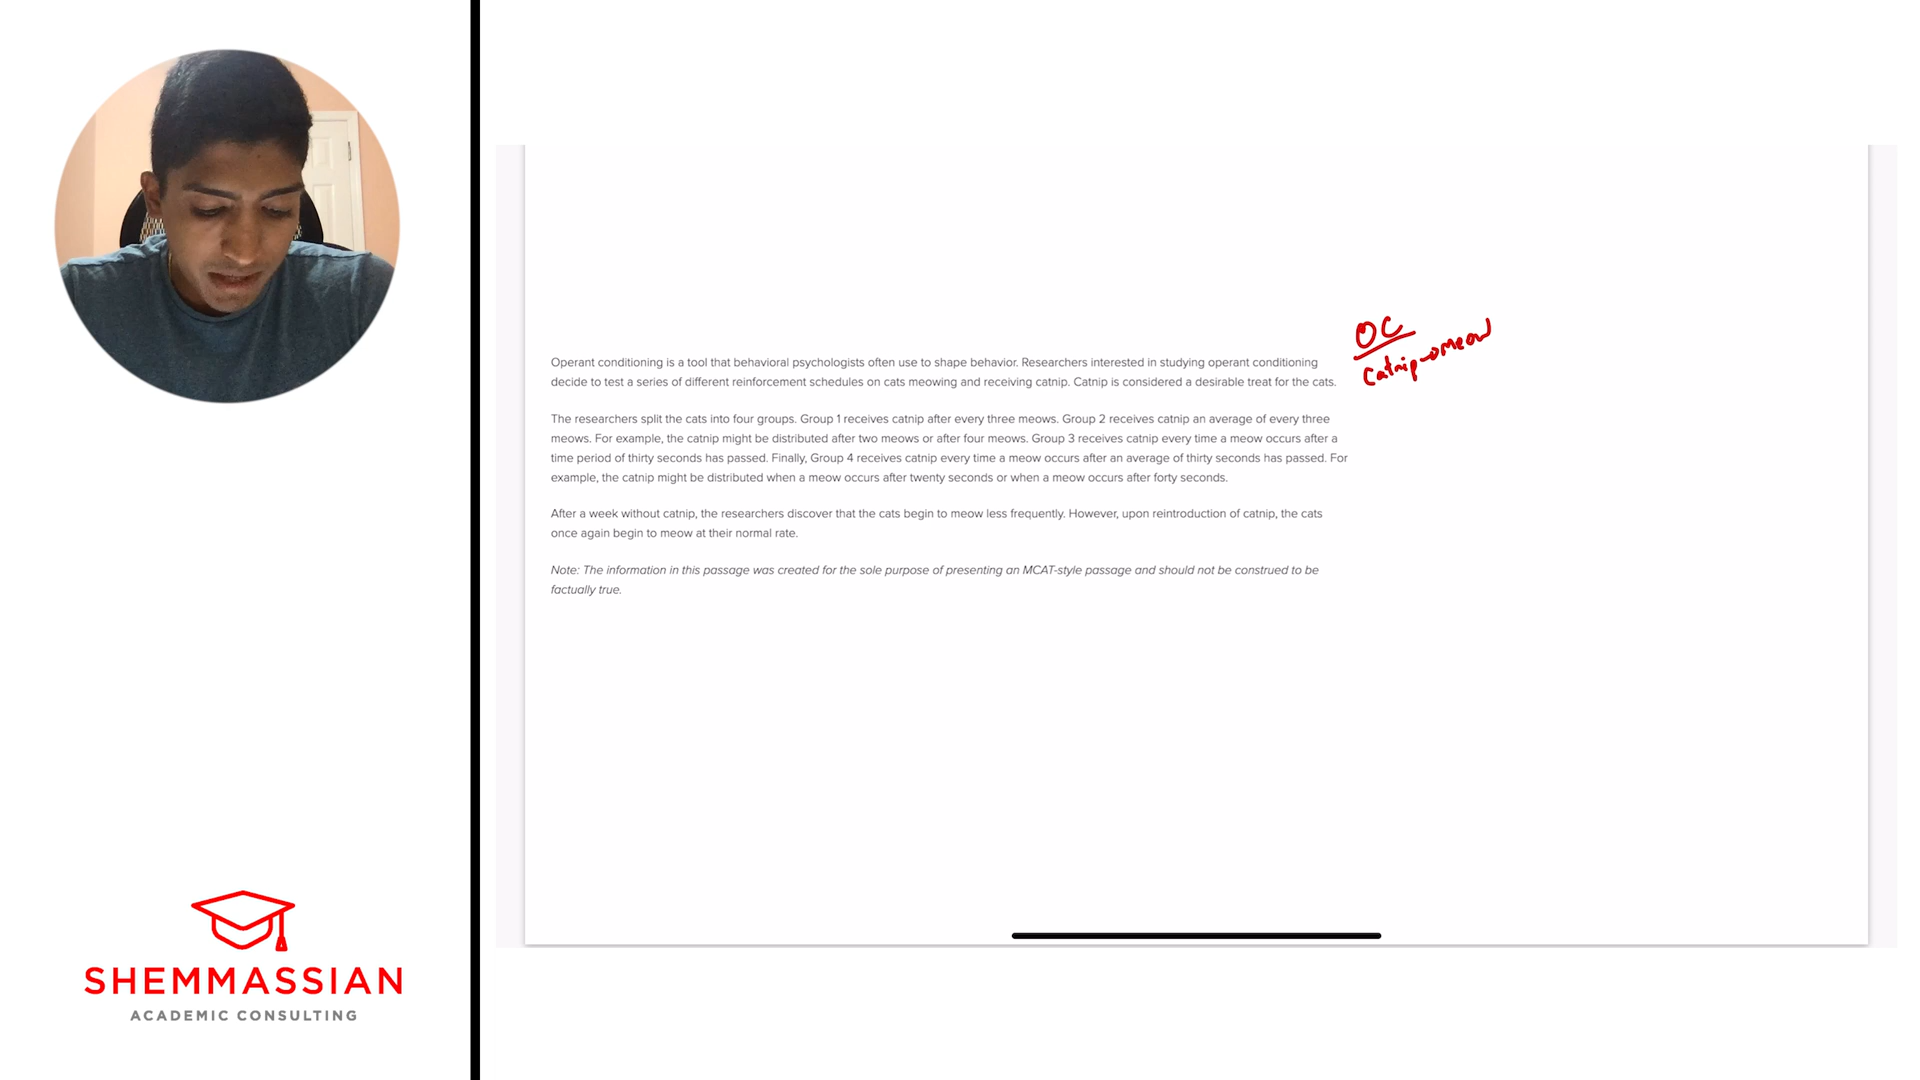 OC
Catnip→meow
Operant conditioning is a tool that behavioral psychologists often use to shape behavior. Researchers interested in studying operant conditioning
decide to test a series of different reinforcement schedules on cats meowing and receiving catnip. Catnip is considered a desirable treat for the cats.
The researchers split the cats into four groups. Group 1 receives catnip after every three meows. Group 2 receives catnip an average of every three
meows. For example, the catnip might be distributed after two meows or after four meows. Group 3 receives catnip every time a meow occurs after a
time period of thirty seconds has passed. Finally, Group 4 receives catnip every time a meow occurs after an average of thirty seconds has passed. For
example, the catnip might be distributed when a meow occurs after twenty seconds or when a meow occurs after forty seconds.
After a week without catnip, the researchers discover that the cats begin to meow less frequently. However, upon reintroduction of catnip, the cats
once again begin to meow at their normal rate.
Note: The information in this passage was created for the sole purpose of presenting an MCAT-style passage and should not be construed to be
factually true.
SHEMMASSIAN
ACADEMIC CONSULTING